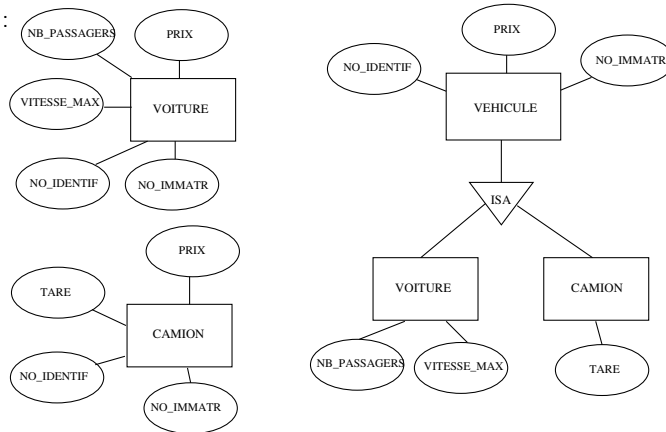 :
NB_PASSAGERS
PRIX
VITESSE_MAX
VOITURE
NO_IDENTIF
NO_IMMATR
PRIX
TARE
CAMION
NO_IDENTIF
NO_IMMATR
PRIX
NO_IDENTIF
NO_IMMATR
VEHICULE
ISA
VOITURE
CAMION
NB_PASSAGERS
VITESSE_MAX
TARE